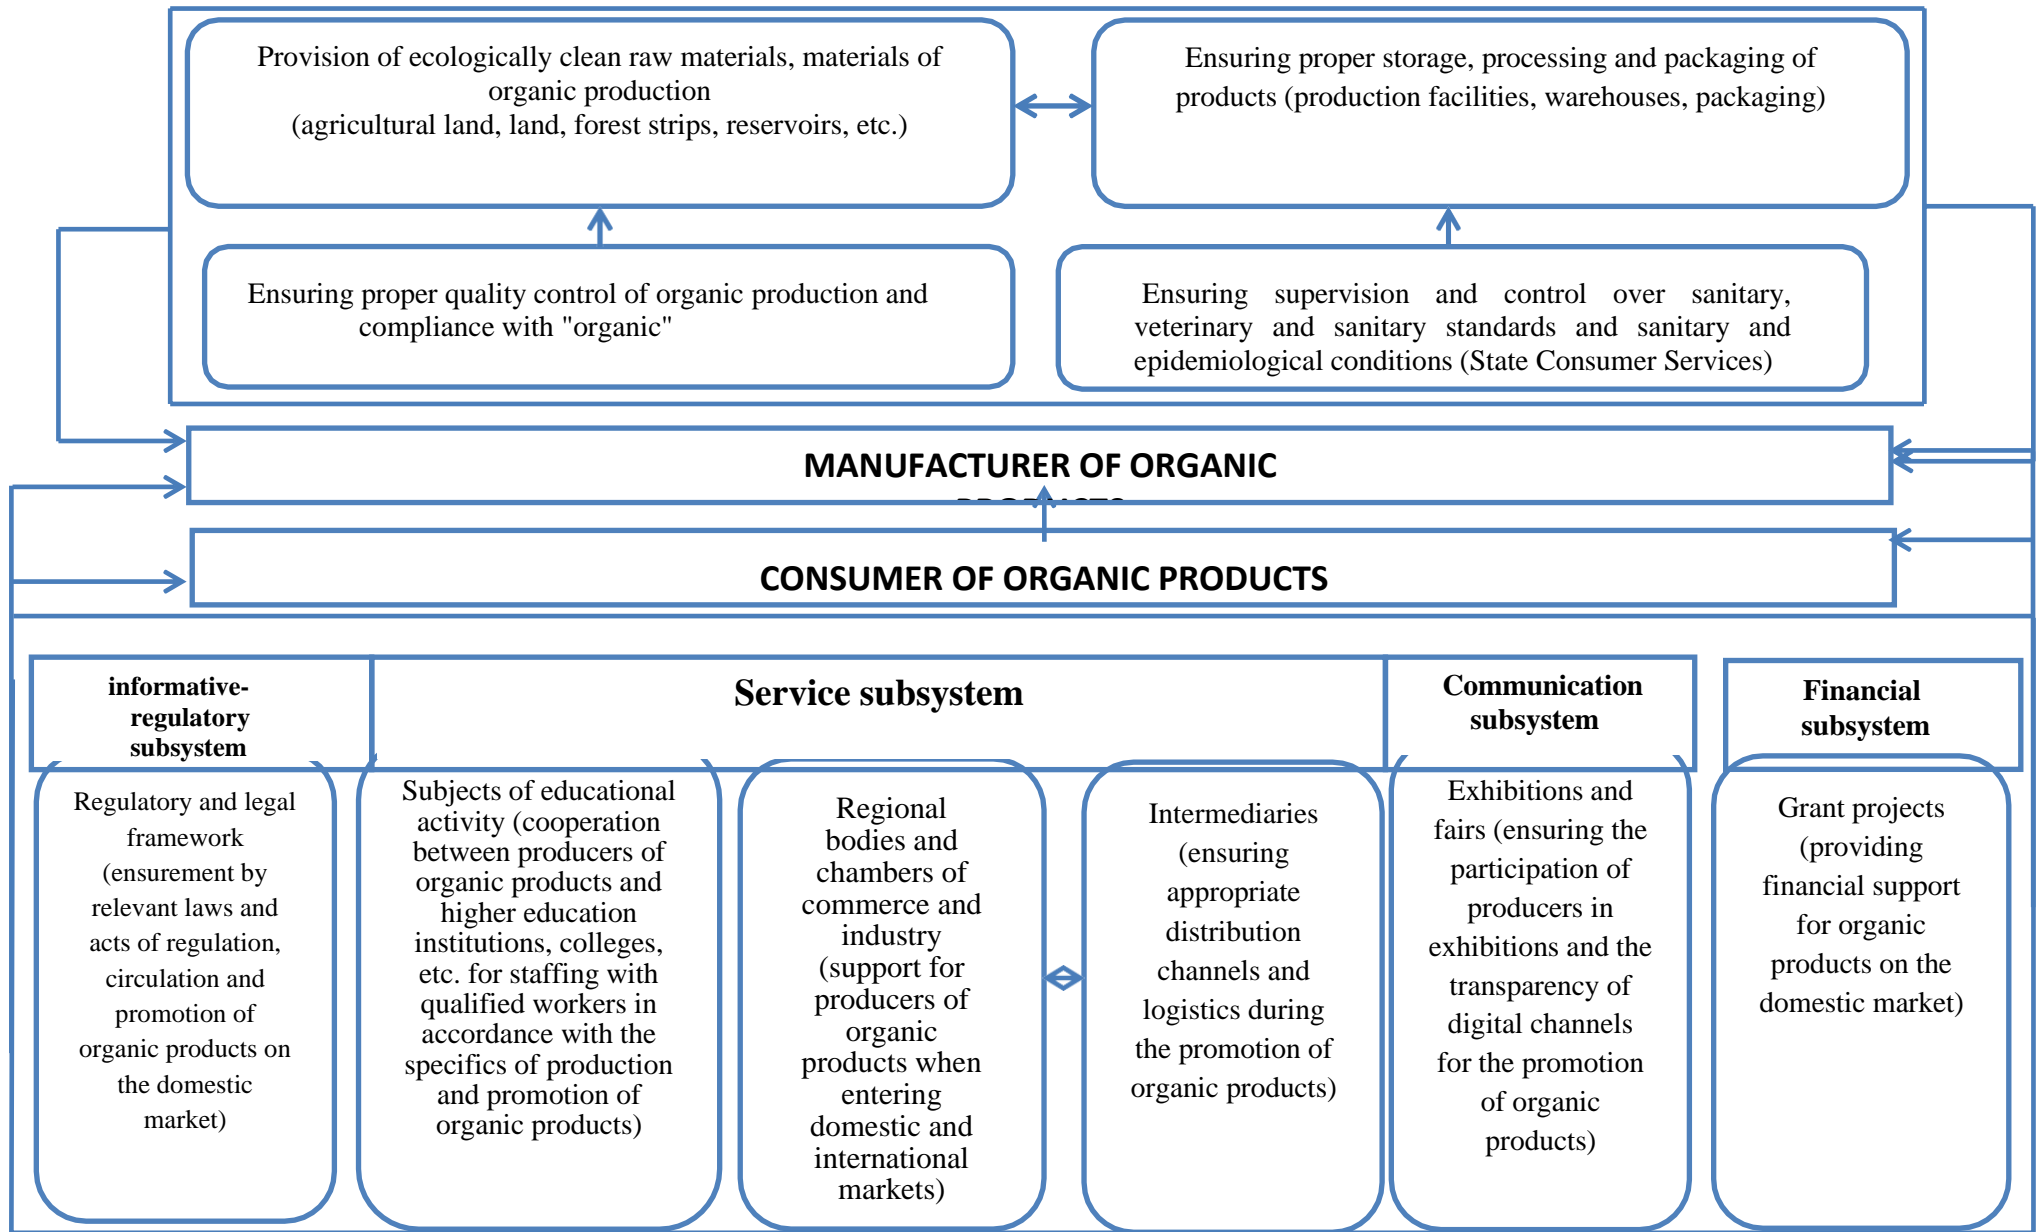 Provision of ecologically clean raw materials, materials of
organic production
(agricultural land, land, forest strips, reservoirs, etc.)
Ensuring proper storage, processing and packaging of
products (production facilities, warehouses, packaging)
Ensuring proper quality control of organic production and
compliance with "organic"
Ensuring supervision and control over sanitary,
veterinary and sanitary standards and sanitary and
epidemiological conditions (State Consumer Services)
MANUFACTURER OF ORGANIC
PRODUCTS
CONSUMER OF ORGANIC PRODUCTS
informative-
regulatory
subsystem
Service subsystem
Communication
subsystem
Financial
subsystem
Regulatory and legal
framework
(ensurement by
relevant laws and
acts of regulation,
circulation and
promotion of
organic products on
the domestic
market)
Subjects of educational
activity (cooperation
between producers of
organic products and
higher education
institutions, colleges,
etc. for staffing with
qualified workers in
accordance with the
specifics of production
and promotion of
organic products)
Regional
bodies and
chambers of
commerce and
industry
(support for
producers of
organic
products when
entering
domestic and
international
markets)
Intermediaries
(ensuring
appropriate
distribution
channels and
logistics during
the promotion of
organic products)
Exhibitions and
fairs (ensuring the
participation of
producers in
exhibitions and the
transparency of
digital channels
for the promotion
of organic
products)
Grant projects
(providing
financial support
for organic
products on the
domestic market)